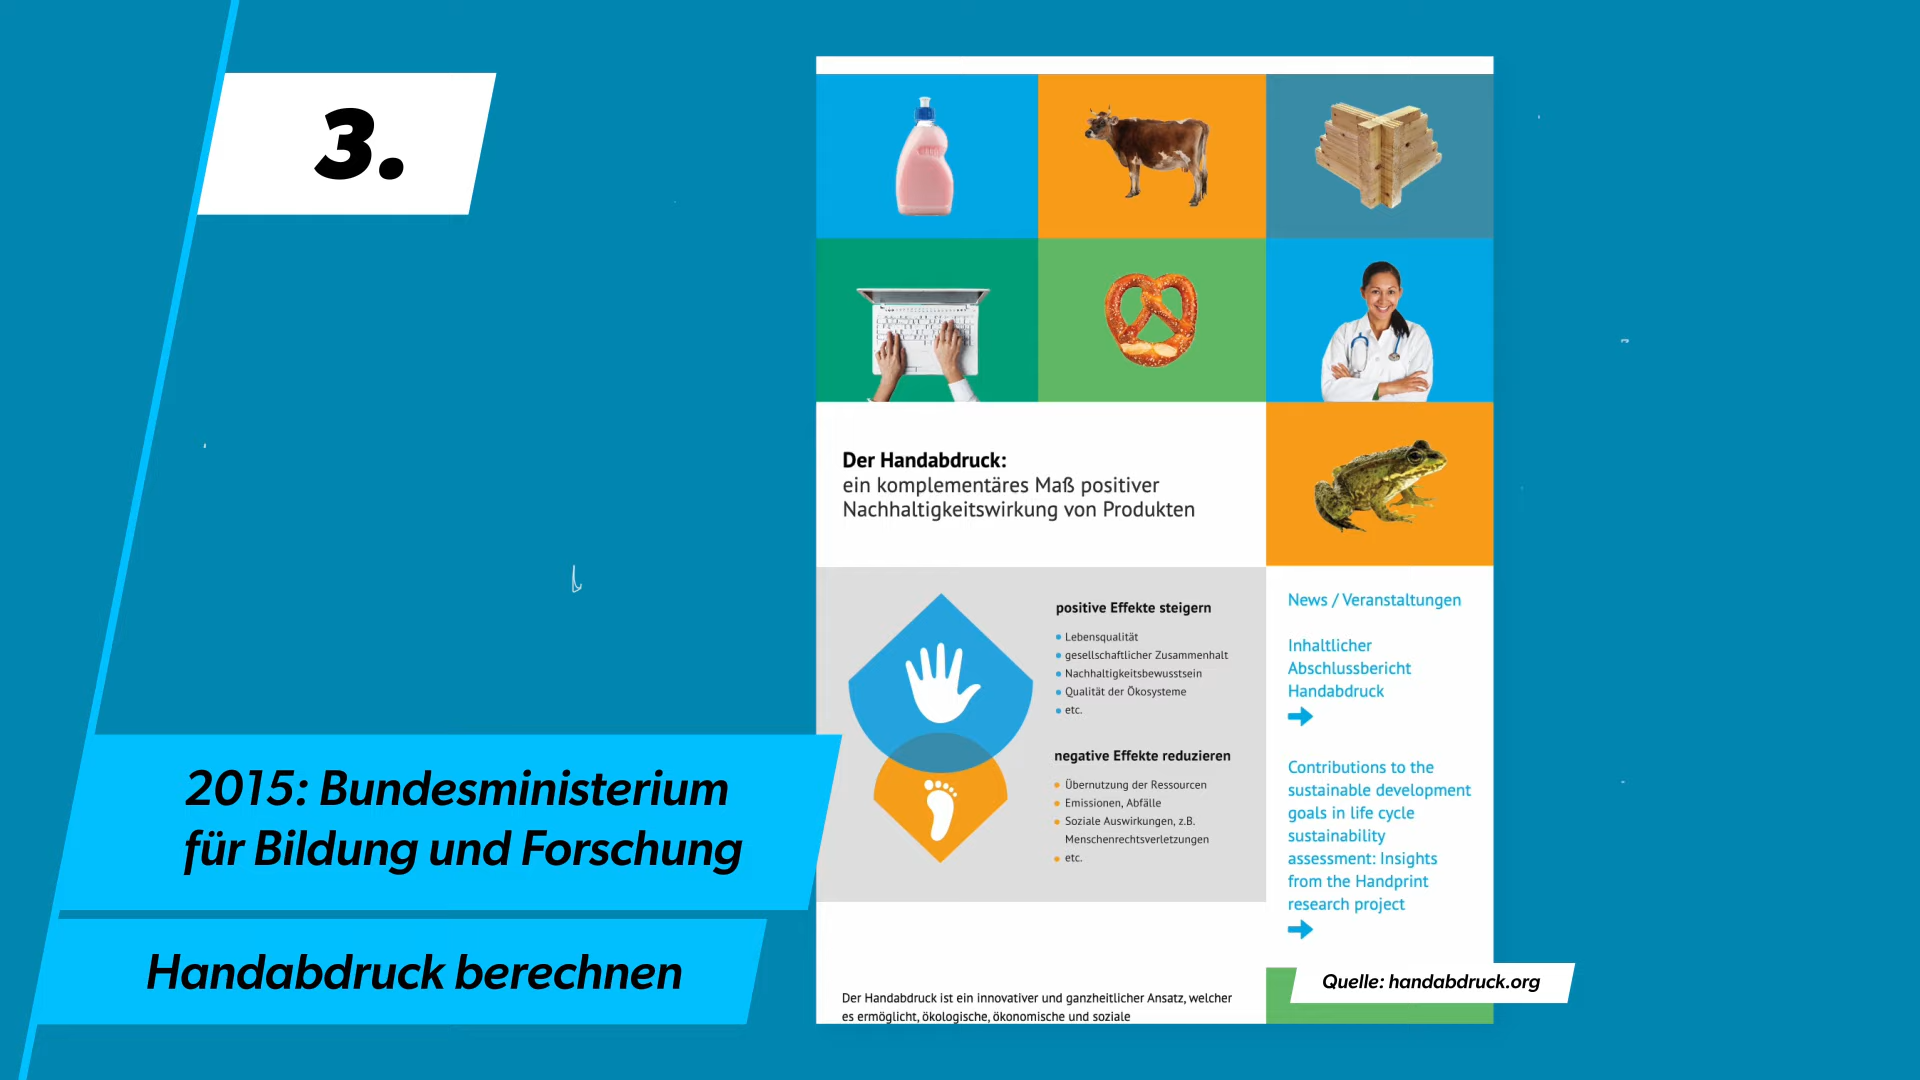 3.
2015: Bundesministerium
für Bildung und Forschung
Handabdruck berechnen
Der Handabdruck:
ein komplementäres Maß positiver
Nachhaltigkeitswirkung von Produkten
positive Effekte steigern
Lebensqualität
gesellschaftlicher Zusammenhalt
Nachhaltigkeitsbewusstsein
Qualität der Ökosysteme
etc.
negative Effekte reduzieren
Übernutzung der Ressourcen
Emissionen, Abfälle
Soziale Auswirkungen, z.B.
Menschenrechtsverletzungen
etc.
Der Handabdruck ist ein innovativer und ganzheitlicher Ansatz, welcher
es ermöglicht, ökologische, ökonomische und soziale
News / Veranstaltungen
Inhaltlicher
Abschlussbericht
Handabdruck
Contributions to the
sustainable development
goals in life cycle
sustainability
assessment: Insights
from the Handprint
research project
Quelle: handabdruck.org